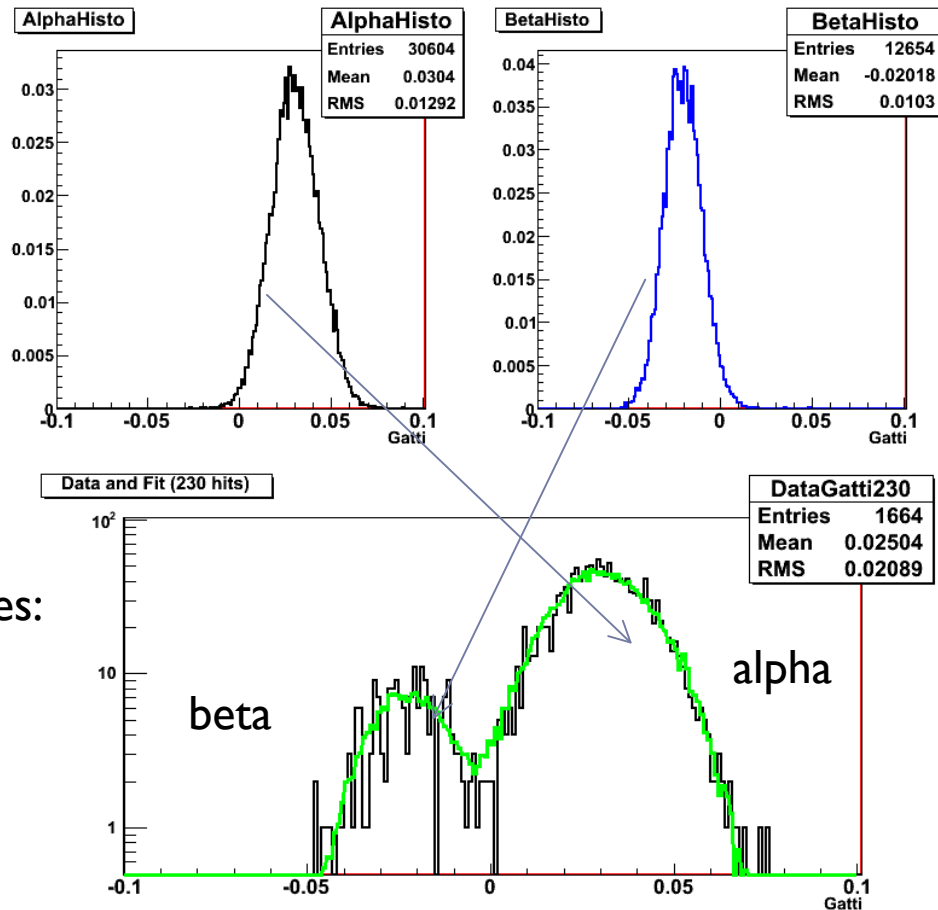 AlphaHisto
AlphaHisto
Entries 30604
Mean 0.0304
RMS 0.01292
0.03
0.025
0.02
0.015
0.01
0.005
0
-0.1 -0.05 0 0.05 0.1
Gatti
BetaHisto
BetaHisto
Entries 12654
Mean -0.02018
RMS 0.0103
0.04
0.035
0.03
0.025
0.02
0.015
0.01
0.005
0
-0.1 -0.05 0 0.05 0.1
Gatti
Data and Fit (230 hits)
DataGatti230
Entries 1664
Mean 0.02504
RMS 0.02089
10²
10
1
es:
beta
alpha
-0.1 -0.05 0 0.05 0.1
Gatti